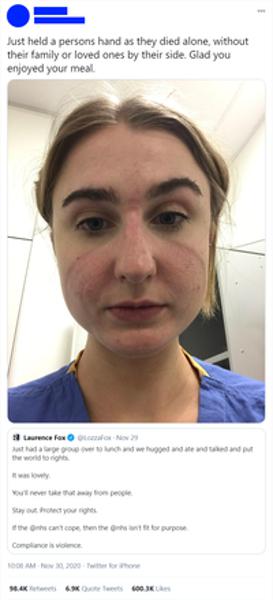 Just held a persons hand as they died alone, without
their family or loved ones by their side. Glad you
enjoyed your meal.
Laurence Fox @LozzaFox · Nov 29
Just had a large group over to lunch and we hugged and ate and talked and put
the world to rights.
It was lovely.
You'll never take that away from people.
Stay out. Protect your rights.
If the @nhs can't cope, then the @nhs isn't fit for purpose.
Compliance is violence.
10:08 AM · Nov 30, 2020 · Twitter for iPhone
98.4K Retweets 6.9K Quote Tweets 600.3K Likes